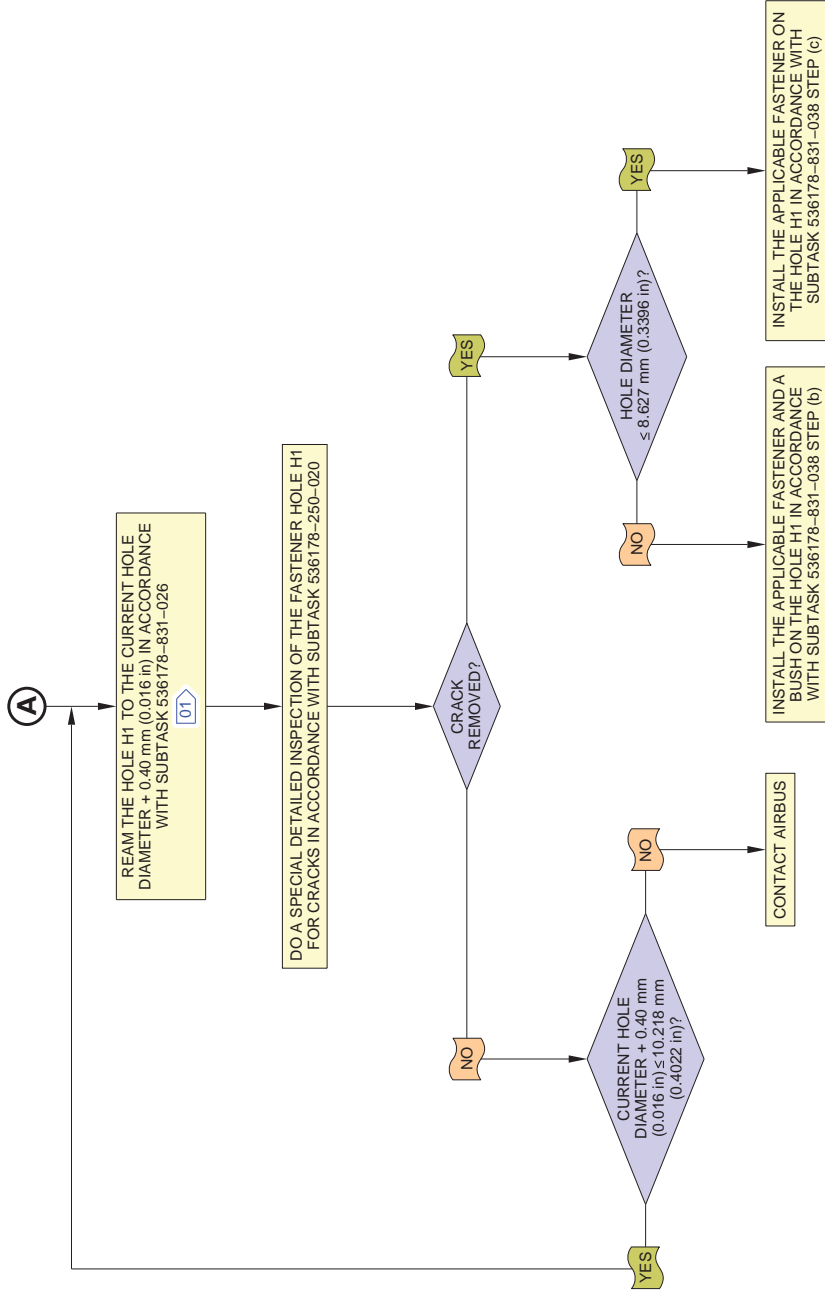 A
REAM THE HOLE H1 TO THE CURRENT HOLE
DIAMETER + 0.40 mm (0.016 in) IN ACCORDANCE
WITH SUBTASK 536178–831–026
01
DO A SPECIAL DETAILED INSPECTION OF THE FASTENER HOLE H1
FOR CRACKS IN ACCORDANCE WITH SUBTASK 536178–250–020
CRACK
REMOVED?
NO
YES
CURRENT HOLE
DIAMETER + 0.40 mm
(0.016 in) ≤ 10.218 mm
(0.4022 in)?
YES
NO
CONTACT AIRBUS
HOLE DIAMETER
≤ 8.627 mm (0.3396 in)?
NO
YES
INSTALL THE APPLICABLE FASTENER AND A
BUSH ON THE HOLE H1 IN ACCORDANCE
WITH SUBTASK 536178–831–038 STEP (b)
INSTALL THE APPLICABLE FASTENER ON
THE HOLE H1 IN ACCORDANCE WITH
SUBTASK 536178–831–038 STEP (c)